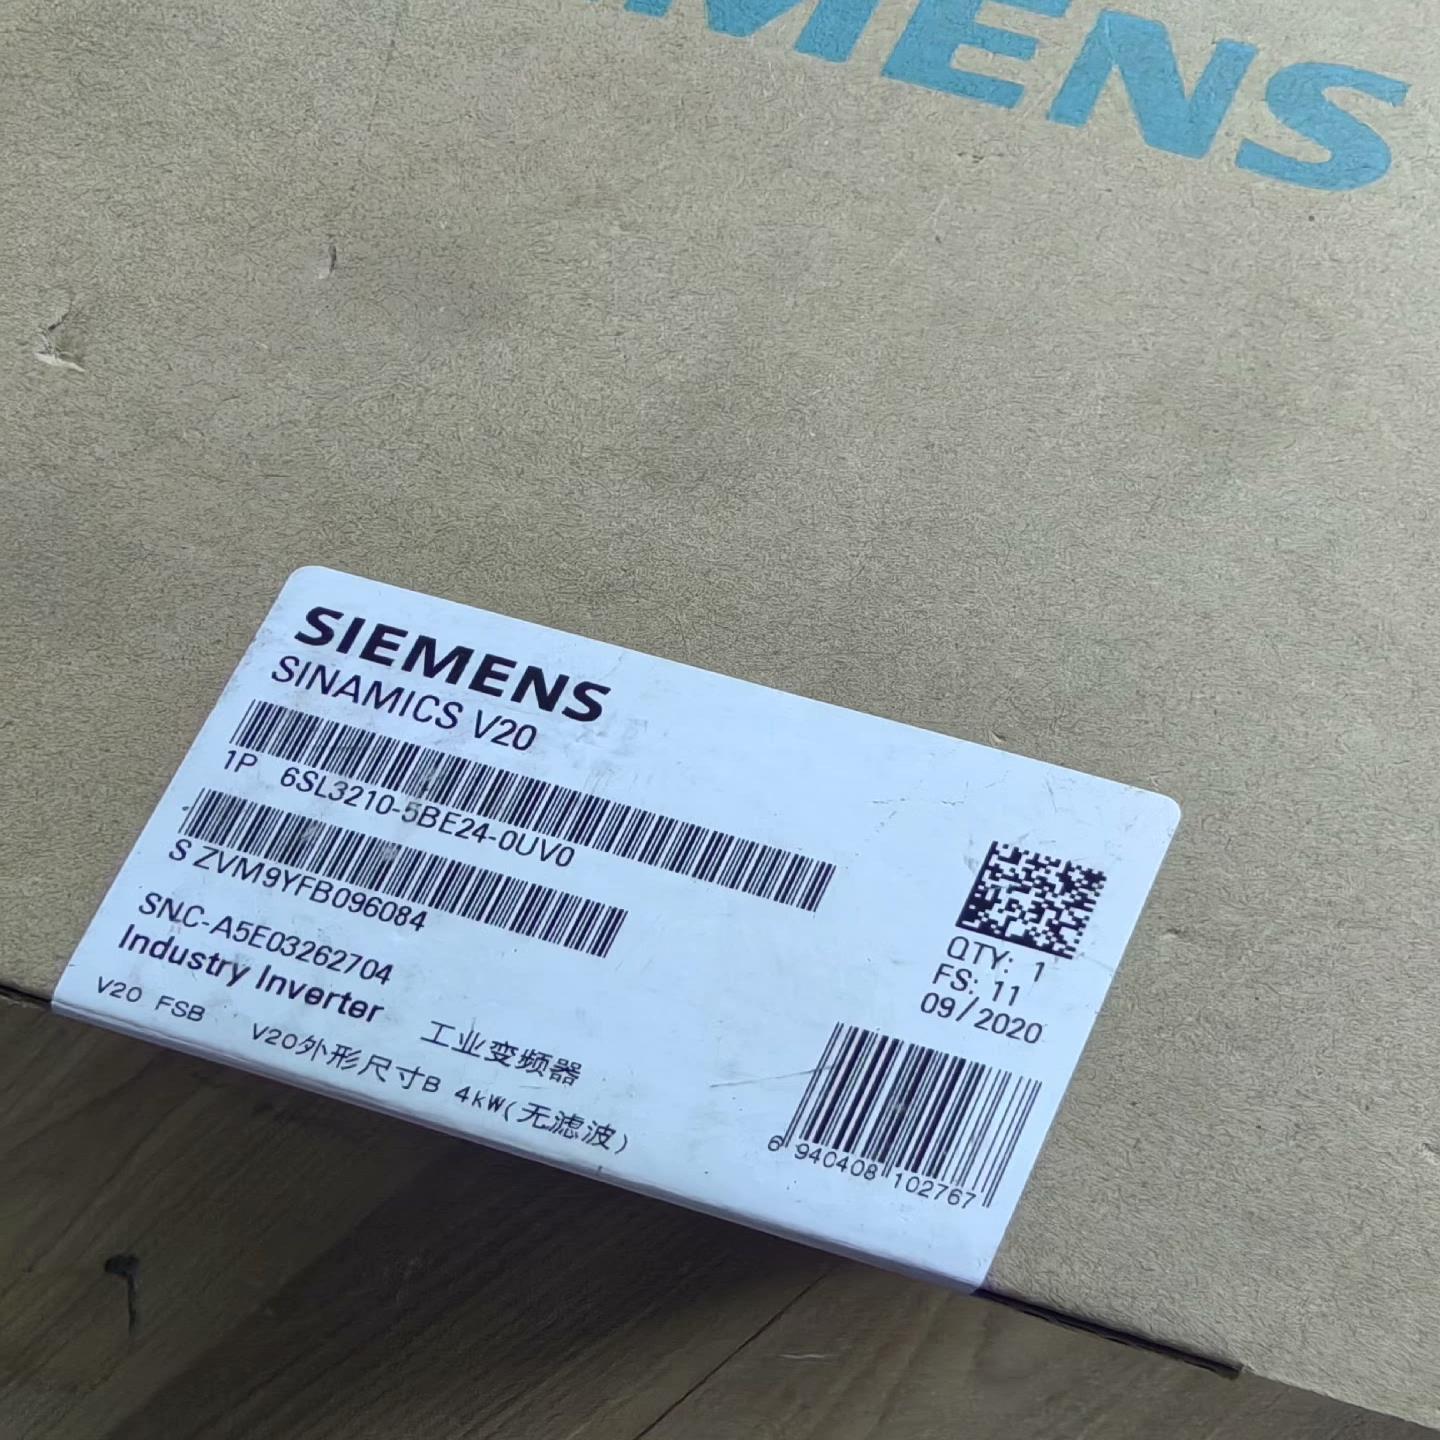 SIEMENS
SIEMENS
SINAMICS V20
1P 6SL3210-5BE24-0UV0
S ZVM9YFB096084
SNC-A5E03262704
Industry Inverter 工业变频器
V20 FSB V20外形尺寸B 4kW(无滤波)
QTY: 1
FS: 11
09/2020
6 940408 102767